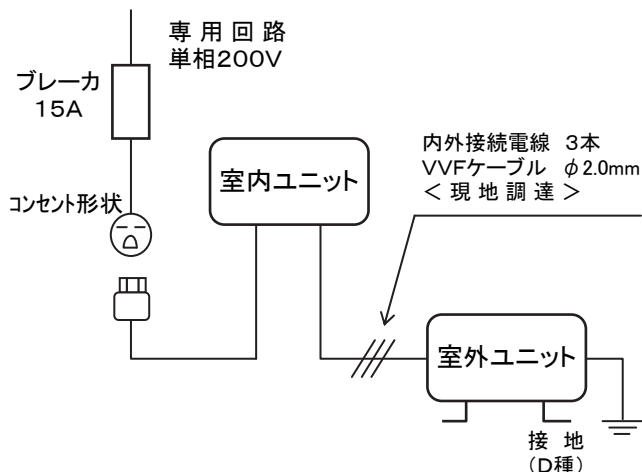 専用回路
単相200V
ブレーカ
15A
コンセント形状
室内ユニット
内外接続電線 3本
VVFケーブル φ2.0mm
＜現地調達＞
室外ユニット
接地
(D種)